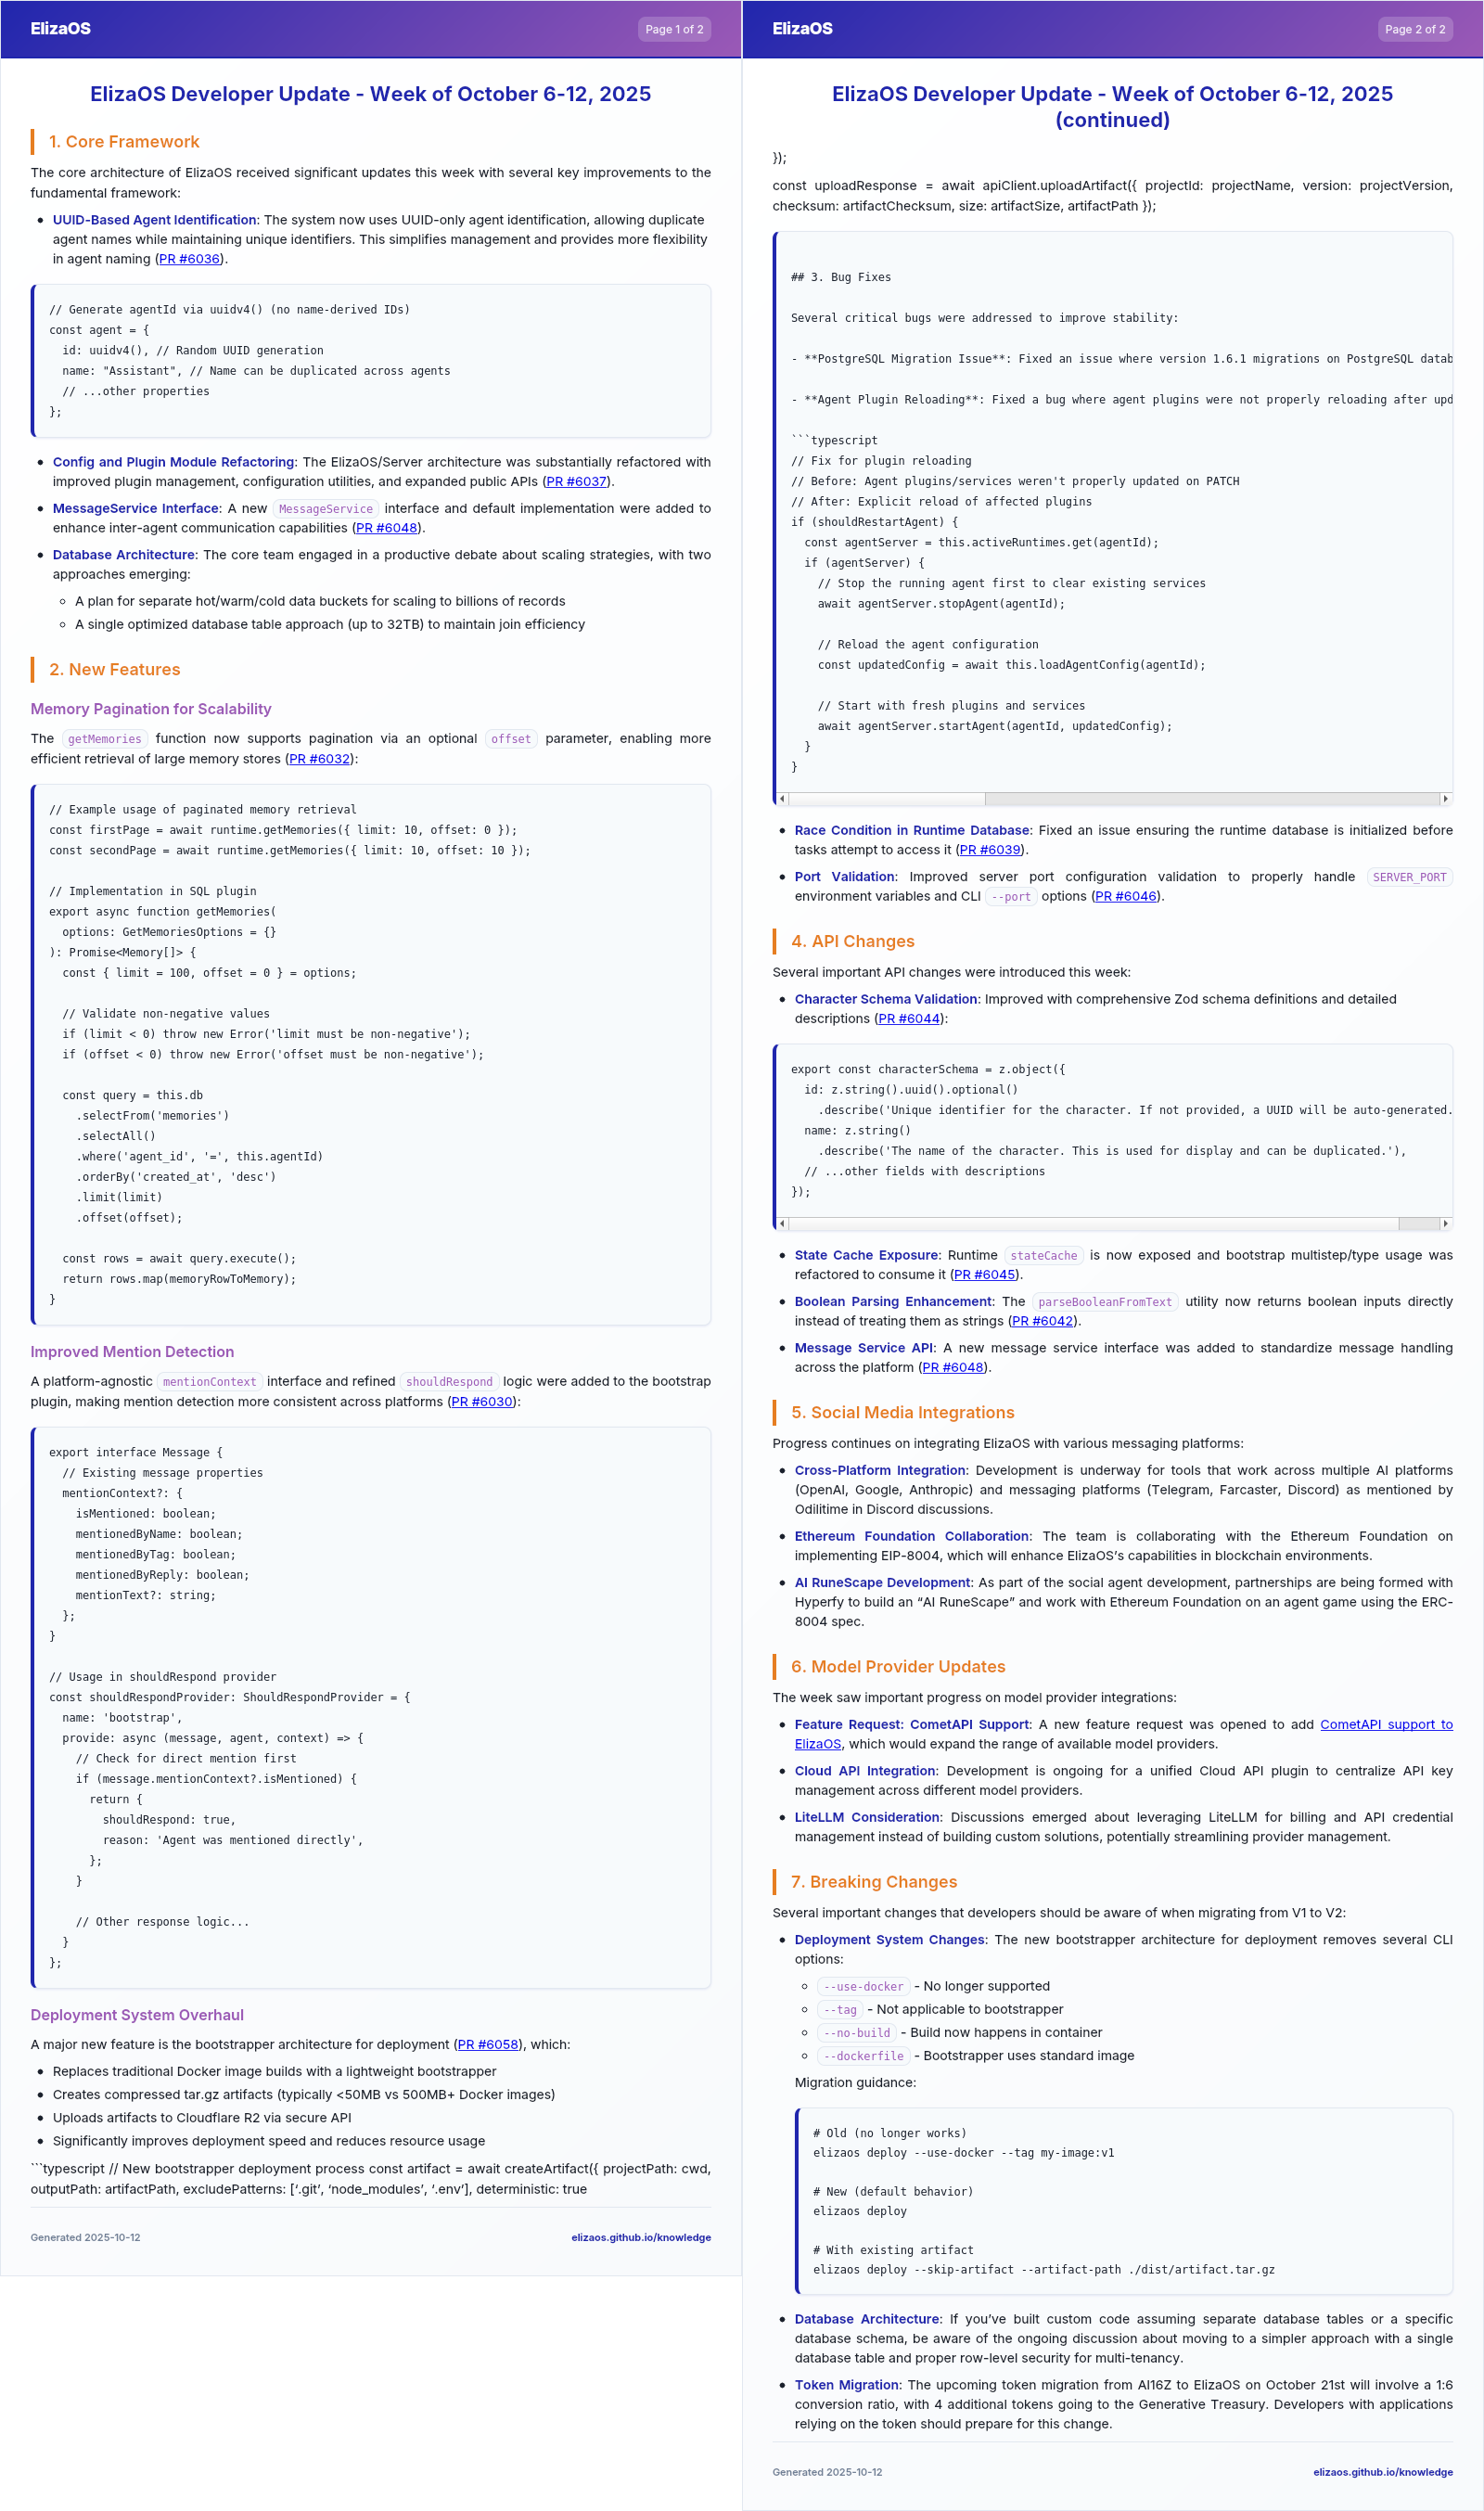 ElizaOS
Page 1 of 2
ElizaOS Developer Update - Week of October 6-12, 2025
1. Core Framework
The core architecture of ElizaOS received significant updates this week with several key improvements to the
fundamental framework:
• UUID-Based Agent Identification: The system now uses UUID-only agent identification, allowing duplicate
agent names while maintaining unique identifiers. This simplifies management and provides more flexibility
in agent naming (PR #6036).
// Generate agentId via uuidv4() (no name-derived IDs)
const agent = {
  id: uuidv4(), // Random UUID generation
  name: "Assistant", // Name can be duplicated across agents
  // ...other properties
};
• Config and Plugin Module Refactoring: The ElizaOS/Server architecture was substantially refactored with
improved plugin management, configuration utilities, and expanded public APIs (PR #6037).
• MessageService Interface: A new MessageService interface and default implementation were added to
enhance inter-agent communication capabilities (PR #6048).
• Database Architecture: The core team engaged in a productive debate about scaling strategies, with two
approaches emerging:
◦ A plan for separate hot/warm/cold data buckets for scaling to billions of records
◦ A single optimized database table approach (up to 32TB) to maintain join efficiency
2. New Features
Memory Pagination for Scalability
The getMemories function now supports pagination via an optional offset parameter, enabling more
efficient retrieval of large memory stores (PR #6032):
// Example usage of paginated memory retrieval
const firstPage = await runtime.getMemories({ limit: 10, offset: 0 });
const secondPage = await runtime.getMemories({ limit: 10, offset: 10 });
// Implementation in SQL plugin
export async function getMemories(
  options: GetMemoriesOptions = {}
): Promise<Memory[]> {
  const { limit = 100, offset = 0 } = options;
  // Validate non-negative values
  if (limit < 0) throw new Error('limit must be non-negative');
  if (offset < 0) throw new Error('offset must be non-negative');
  const query = this.db
    .selectFrom('memories')
    .selectAll()
    .where('agent_id', '=', this.agentId)
    .orderBy('created_at', 'desc')
    .limit(limit)
    .offset(offset);
  const rows = await query.execute();
  return rows.map(memoryRowToMemory);
}
Improved Mention Detection
A platform-agnostic mentionContext interface and refined shouldRespond logic were added to the bootstrap
plugin, making mention detection more consistent across platforms (PR #6030):
export interface Message {
  // Existing message properties
  mentionContext?: {
    isMentioned: boolean;
    mentionedByName: boolean;
    mentionedByTag: boolean;
    mentionedByReply: boolean;
    mentionText?: string;
  };
}
// Usage in shouldRespond provider
const shouldRespondProvider: ShouldRespondProvider = {
  name: 'bootstrap',
  provide: async (message, agent, context) => {
    // Check for direct mention first
    if (message.mentionContext?.isMentioned) {
      return {
        shouldRespond: true,
        reason: 'Agent was mentioned directly',
      };
    }
    // Other response logic...
  }
};
Deployment System Overhaul
A major new feature is the bootstrapper architecture for deployment (PR #6058), which:
• Replaces traditional Docker image builds with a lightweight bootstrapper
• Creates compressed tar.gz artifacts (typically <50MB vs 500MB+ Docker images)
• Uploads artifacts to Cloudflare R2 via secure API
• Significantly improves deployment speed and reduces resource usage
```typescript // New bootstrapper deployment process const artifact = await createArtifact({ projectPath: cwd,
outputPath: artifactPath, excludePatterns: [‘.git’, ‘node_modules’, ‘.env’], deterministic: true
Generated 2025-10-12
elizaos.github.io/knowledge
ElizaOS
Page 2 of 2
ElizaOS Developer Update - Week of October 6-12, 2025
(continued)
});
const uploadResponse = await apiClient.uploadArtifact({ projectId: projectName, version: projectVersion,
checksum: artifactChecksum, size: artifactSize, artifactPath });
## 3. Bug Fixes
Several critical bugs were addressed to improve stability:
- **PostgreSQL Migration Issue**: Fixed an issue where version 1.6.1 migrations on PostgreSQL datab
- **Agent Plugin Reloading**: Fixed a bug where agent plugins were not properly reloading after upd
```typescript
// Fix for plugin reloading
// Before: Agent plugins/services weren't properly updated on PATCH
// After: Explicit reload of affected plugins
if (shouldRestartAgent) {
  const agentServer = this.activeRuntimes.get(agentId);
  if (agentServer) {
    // Stop the running agent first to clear existing services
    await agentServer.stopAgent(agentId);
    // Reload the agent configuration
    const updatedConfig = await this.loadAgentConfig(agentId);
    // Start with fresh plugins and services
    await agentServer.startAgent(agentId, updatedConfig);
  }
}
• Race Condition in Runtime Database: Fixed an issue ensuring the runtime database is initialized before
tasks attempt to access it (PR #6039).
• Port Validation: Improved server port configuration validation to properly handle SERVER_PORT
environment variables and CLI --port options (PR #6046).
4. API Changes
Several important API changes were introduced this week:
• Character Schema Validation: Improved with comprehensive Zod schema definitions and detailed
descriptions (PR #6044):
export const characterSchema = z.object({
  id: z.string().uuid().optional()
    .describe('Unique identifier for the character. If not provided, a UUID will be auto-generated.
  name: z.string()
    .describe('The name of the character. This is used for display and can be duplicated.'),
  // ...other fields with descriptions
});
• State Cache Exposure: Runtime stateCache is now exposed and bootstrap multistep/type usage was
refactored to consume it (PR #6045).
• Boolean Parsing Enhancement: The parseBooleanFromText utility now returns boolean inputs directly
instead of treating them as strings (PR #6042).
• Message Service API: A new message service interface was added to standardize message handling
across the platform (PR #6048).
5. Social Media Integrations
Progress continues on integrating ElizaOS with various messaging platforms:
• Cross-Platform Integration: Development is underway for tools that work across multiple AI platforms
(OpenAI, Google, Anthropic) and messaging platforms (Telegram, Farcaster, Discord) as mentioned by
Odilitime in Discord discussions.
• Ethereum Foundation Collaboration: The team is collaborating with the Ethereum Foundation on
implementing EIP-8004, which will enhance ElizaOS’s capabilities in blockchain environments.
• AI RuneScape Development: As part of the social agent development, partnerships are being formed with
Hyperfy to build an “AI RuneScape” and work with Ethereum Foundation on an agent game using the ERC-
8004 spec.
6. Model Provider Updates
The week saw important progress on model provider integrations:
• Feature Request: CometAPI Support: A new feature request was opened to add CometAPI support to
ElizaOS, which would expand the range of available model providers.
• Cloud API Integration: Development is ongoing for a unified Cloud API plugin to centralize API key
management across different model providers.
• LiteLLM Consideration: Discussions emerged about leveraging LiteLLM for billing and API credential
management instead of building custom solutions, potentially streamlining provider management.
7. Breaking Changes
Several important changes that developers should be aware of when migrating from V1 to V2:
• Deployment System Changes: The new bootstrapper architecture for deployment removes several CLI
options:
◦ --use-docker - No longer supported
◦ --tag - Not applicable to bootstrapper
◦ --no-build - Build now happens in container
◦ --dockerfile - Bootstrapper uses standard image
Migration guidance:
# Old (no longer works)
elizaos deploy --use-docker --tag my-image:v1
# New (default behavior)
elizaos deploy
# With existing artifact
elizaos deploy --skip-artifact --artifact-path ./dist/artifact.tar.gz
• Database Architecture: If you’ve built custom code assuming separate database tables or a specific
database schema, be aware of the ongoing discussion about moving to a simpler approach with a single
database table and proper row-level security for multi-tenancy.
• Token Migration: The upcoming token migration from AI16Z to ElizaOS on October 21st will involve a 1:6
conversion ratio, with 4 additional tokens going to the Generative Treasury. Developers with applications
relying on the token should prepare for this change.
Generated 2025-10-12
elizaos.github.io/knowledge